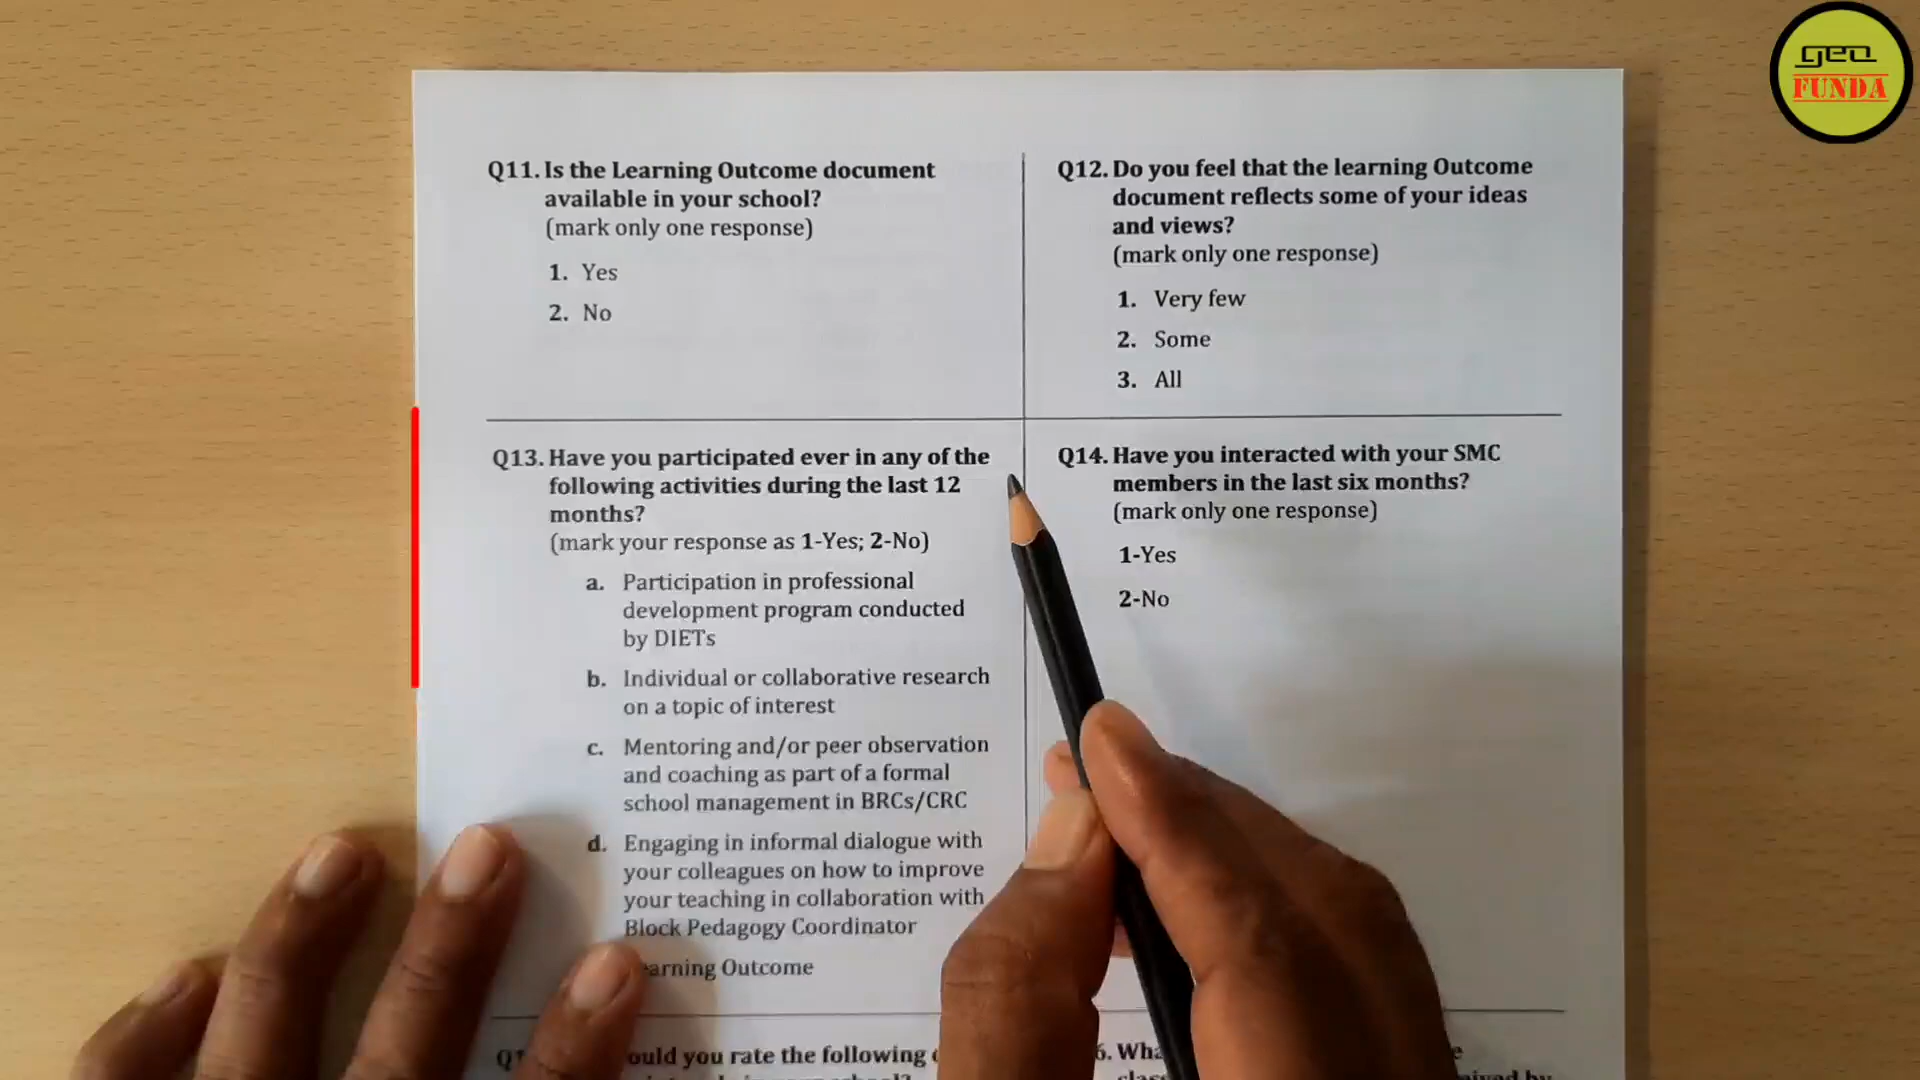 geo
FUNDA
Q11. Is the Learning Outcome document
available in your school?
(mark only one response)
1. Yes
2. No
Q12. Do you feel that the learning Outcome
document reflects some of your ideas
and views?
(mark only one response)
1. Very few
2. Some
3. All
Q13. Have you participated ever in any of the
following activities during the last 12
months?
(mark your response as 1-Yes; 2-No)
a. Participation in professional
development program conducted
by DIETs
b. Individual or collaborative research
on a topic of interest
c. Mentoring and/or peer observation
and coaching as part of a formal
school management in BRCs/CRC
d. Engaging in informal dialogue with
your colleagues on how to improve
your teaching in collaboration with
Block Pedagogy Coordinator
Outcome
Q14. Have you interacted with your SMC
members in the last six months?
(mark only one response)
1-Yes
2-No
you rate the following